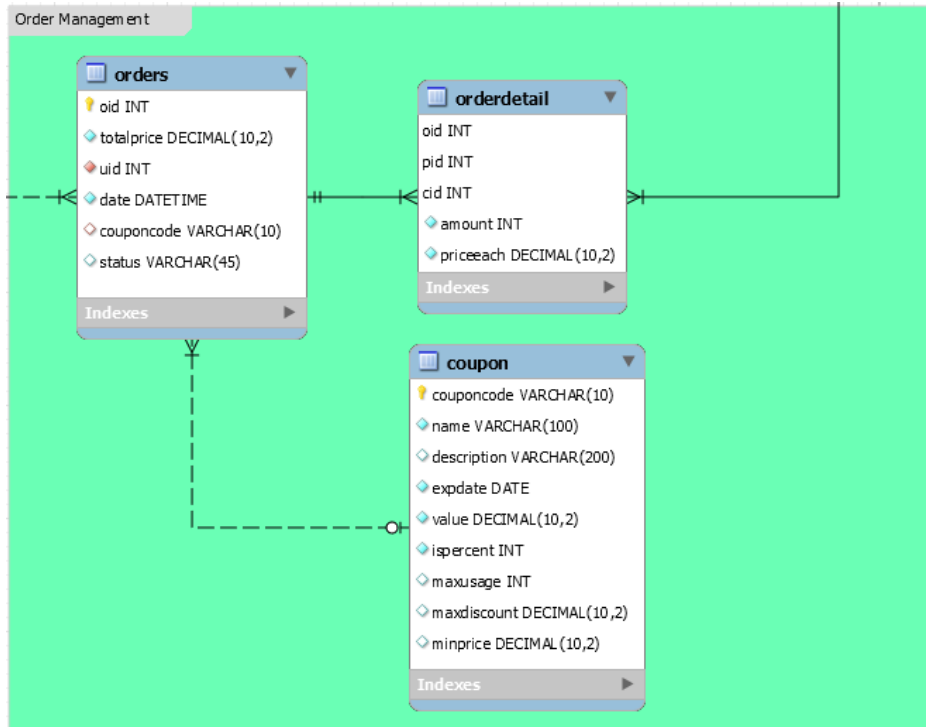 Order Management
orders
oid INT
totalprice DECIMAL(10,2)
uid INT
date DATETIME
couponcode VARCHAR(10)
status VARCHAR(45)
Indexes
orderdetail
oid INT
pid INT
cid INT
amount INT
priceeach DECIMAL(10,2)
Indexes
coupon
couponcode VARCHAR(10)
name VARCHAR(100)
description VARCHAR(200)
expdate DATE
value DECIMAL(10,2)
ispercent INT
maxusage INT
maxdiscount DECIMAL(10,2)
minprice DECIMAL(10,2)
Indexes